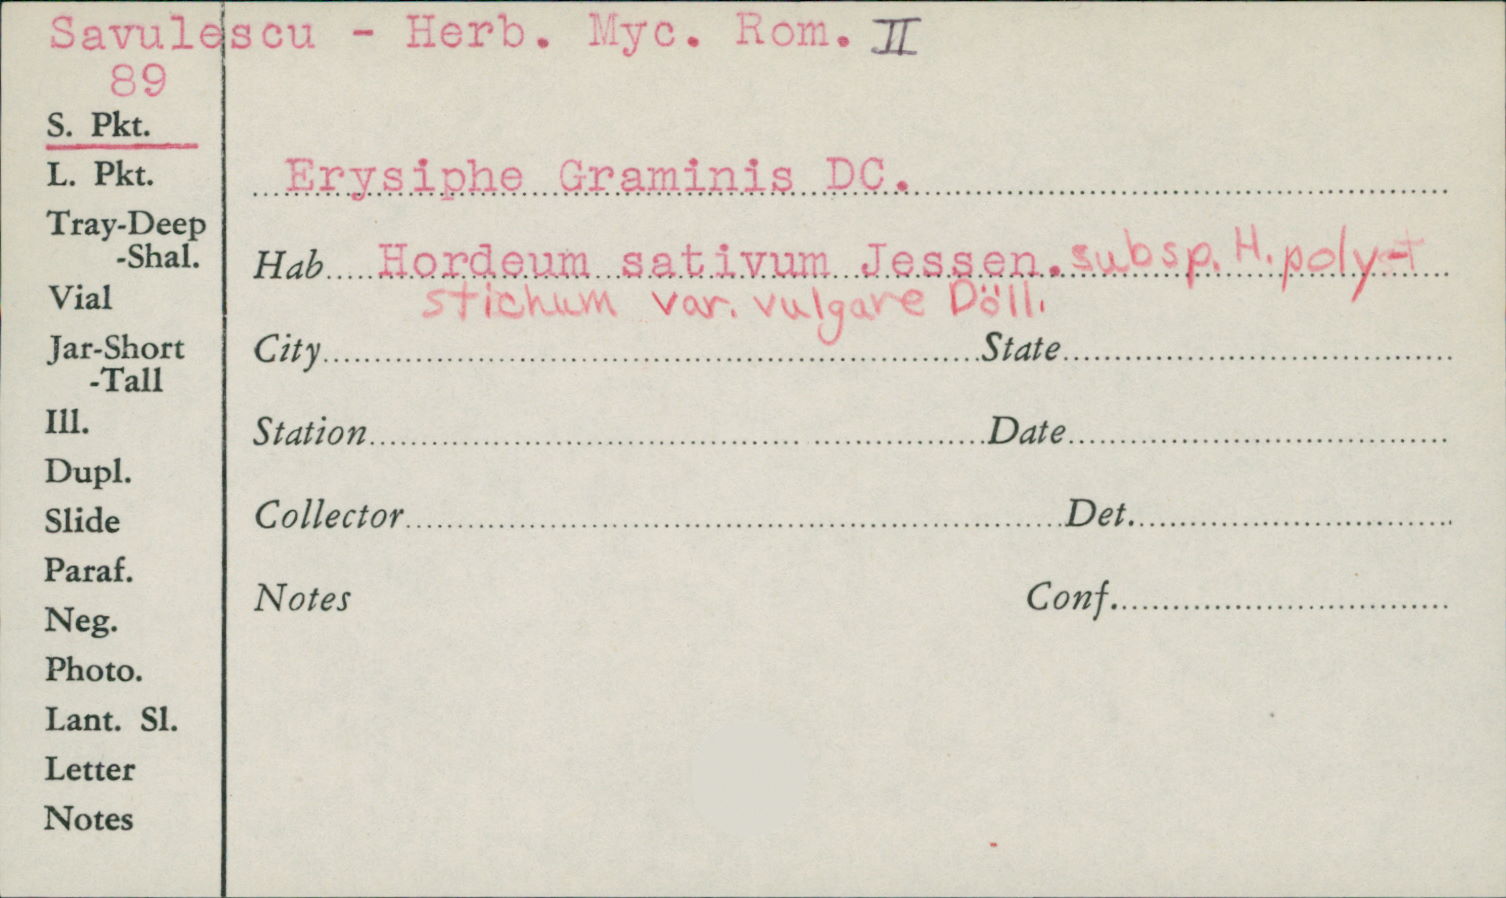 Savulescu - Herb. Myc. Rom. II
89
S. Pkt.
L. Pkt.
Tray-Deep
-Shal.
Vial
Jar-Short
-Tall
Ill.
Dupl.
Slide
Paraf.
Neg.
Photo.
Lant. Sl.
Letter
Notes
Erysiphe Graminis DC.
Hab Hordeum sativum Jessen. subsp. H. poly-
stichum var. vulgare Döll.
City State
Station Date
Collector Det.
Notes Conf.